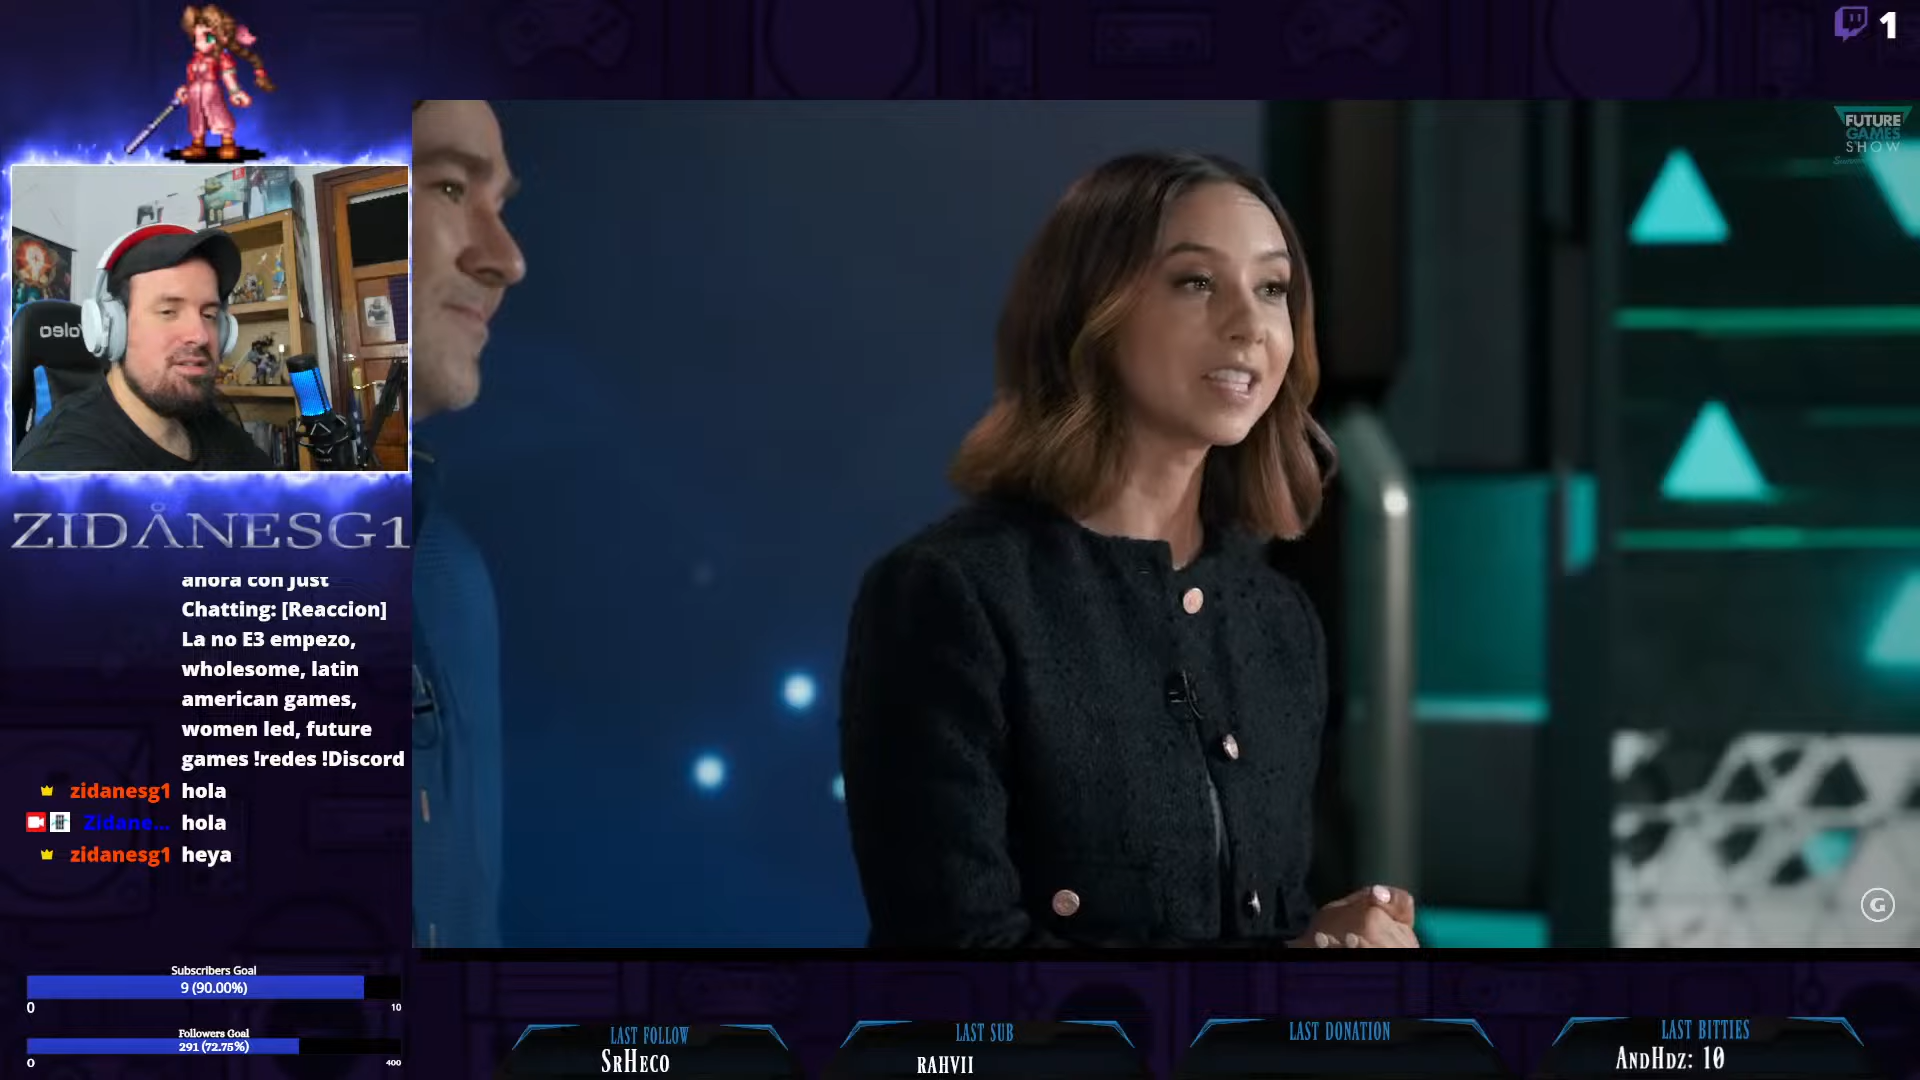 1
FUTURE
GAMES
SHOW
ZIDÅNESG1
ahora con Just
Chatting: [Reaccion]
La no E3 empezo,
wholesome, latin
american games,
women led, future
games !redes !Discord
zidanesg1 hola
Zidane... hola
zidanesg1 heya
G
Subscribers Goal
9 (90.00%)
0 10
Followers Goal
291 (72.75%)
0 400
LAST FOLLOW
SrHeco
LAST SUB
rahvii
LAST DONATION
LAST BITTIES
AndHdz: 10